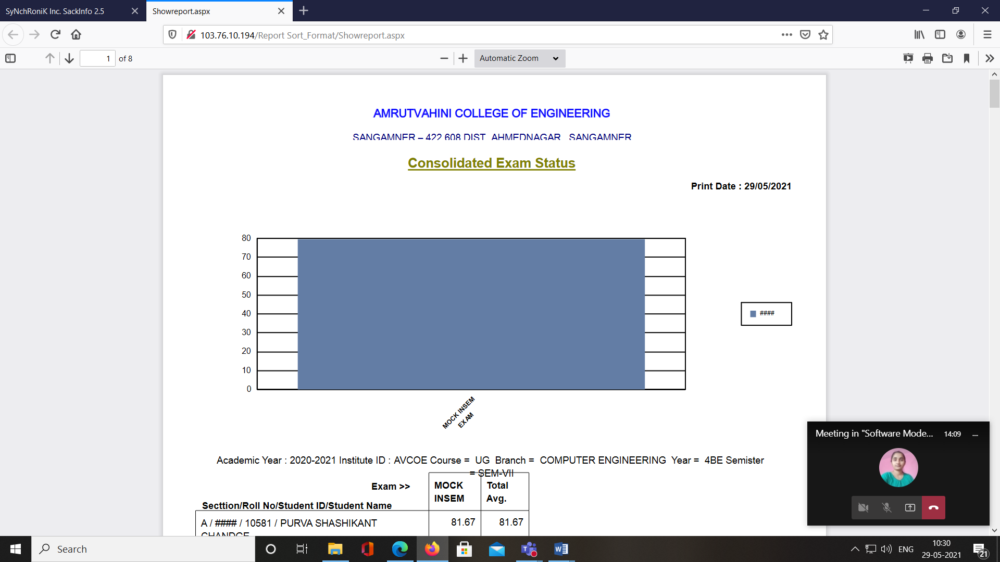 SyNchRoniK Inc. SackInfo 2.5
Showreport.aspx
103.76.10.194/Report Sort_Format/Showreport.aspx
1 of 8
Automatic Zoom
AMRUTVAHINI COLLEGE OF ENGINEERING
SANGAMNER – 422 608 DIST AHMEDNAGAR SANGAMNER
Consolidated Exam Status
Print Date : 29/05/2021
80
70
60
50
40
30
20
10
0
####
MOCK INSEM
EXAM
Academic Year : 2020-2021 Institute ID : AVCOE Course = UG Branch = COMPUTER ENGINEERING Year = 4BE Semister
= SEM-VII
Exam >>
MOCK INSEM
Total Avg.
Secttion/Roll No/Student ID/Student Name
A / #### / 10581 / PURVA SHASHIKANT 81.67 81.67
CHANDGE
Meeting in "Software Mode... 14:09
Search
ENG
10:30
29-05-2021
21